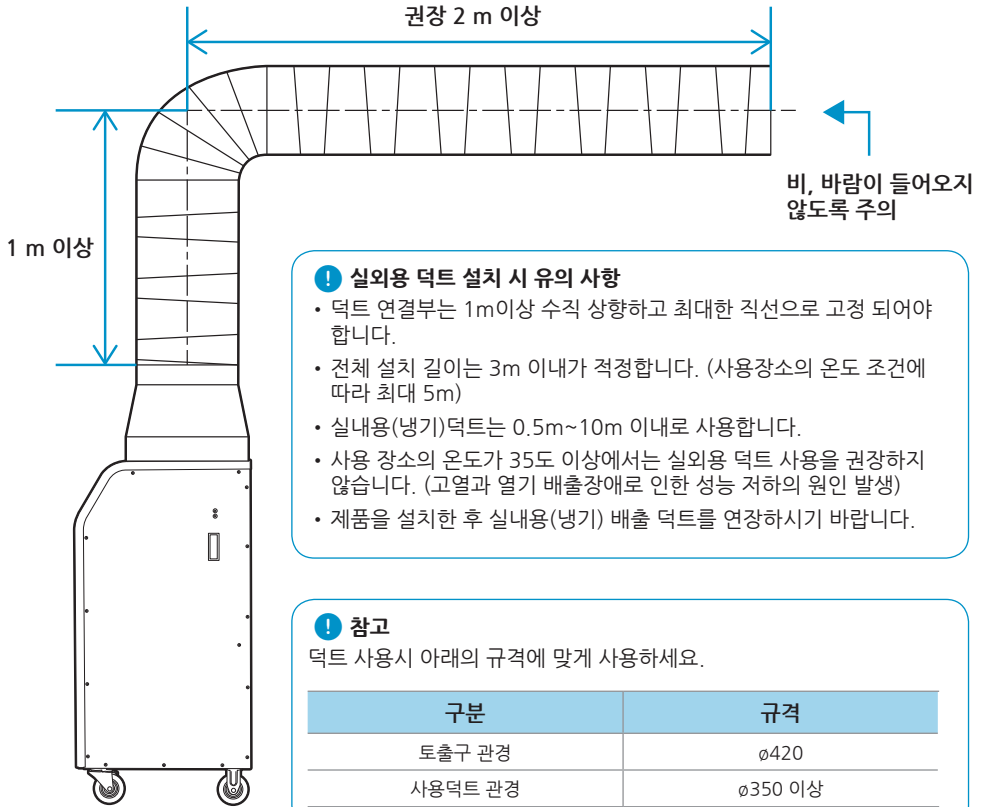 권장 2 m 이상
비, 바람이 들어오지
않도록 주의
1 m 이상
! 실외용 덕트 설치 시 유의 사항
• 덕트 연결부는 1m이상 수직 상향하고 최대한 직선으로 고정 되어야
합니다.
• 전체 설치 길이는 3m 이내가 적정합니다. (사용장소의 온도 조건에
따라 최대 5m)
• 실내용(냉기)덕트는 0.5m~10m 이내로 사용합니다.
• 사용 장소의 온도가 35도 이상에서는 실외용 덕트 사용을 권장하지
않습니다. (고열과 열기 배출장애로 인한 성능 저하의 원인 발생)
• 제품을 설치한 후 실내용(냉기) 배출 덕트를 연장하시기 바랍니다.
! 참고
덕트 사용시 아래의 규격에 맞게 사용하세요.
구분 규격
토출구 관경 ø420
사용덕트 관경 ø350 이상